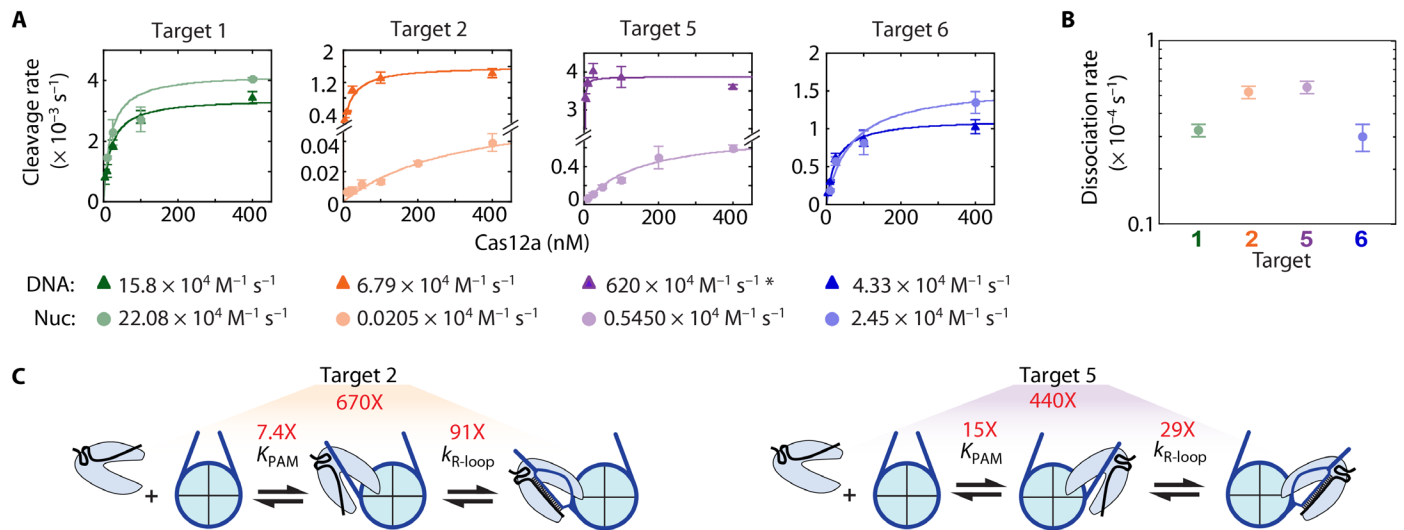 A
Target 1
Target 2
Target 5
Target 6
Cleavage rate
(× 10⁻³ s⁻¹)
4
2
0
0 200 400
2
1.2
0.4
0.04
0.02
0
0 200 400
4
3
0.4
0
0 200 400
2
1.5
1
0.5
0
0 200 400
Cas12a (nM)
DNA: 15.8 × 10⁴ M⁻¹ s⁻¹ 6.79 × 10⁴ M⁻¹ s⁻¹ 620 × 10⁴ M⁻¹ s⁻¹ * 4.33 × 10⁴ M⁻¹ s⁻¹
Nuc: 22.08 × 10⁴ M⁻¹ s⁻¹ 0.0205 × 10⁴ M⁻¹ s⁻¹ 0.5450 × 10⁴ M⁻¹ s⁻¹ 2.45 × 10⁴ M⁻¹ s⁻¹
B
Dissociation rate
(× 10⁻⁴ s⁻¹)
1
0.1
1 2 5 6
Target
C
Target 2
670X
7.4X
K_PAM
91X
k_R-loop
+
Target 5
440X
15X
K_PAM
29X
k_R-loop
+